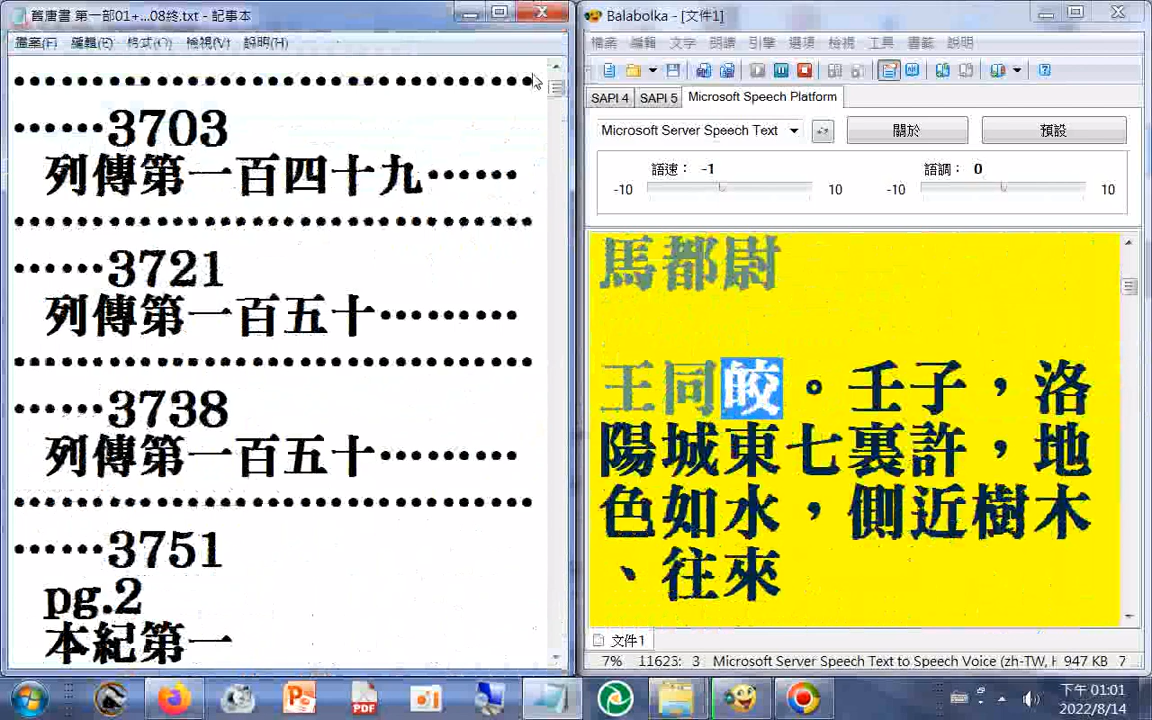 舊唐書 第一部01+...08终.txt - 記事本
檔案(F) 編輯(E) 格式(O) 檢視(V) 說明(H)
…………………………………………
……3703
列傳第一百四十九……
…………………………………………
……3721
列傳第一百五十………
…………………………………………
……3738
列傳第一百五十………
…………………………………………
……3751
pg.2
本紀第一
Balabolka - [文件1]
檔案 編輯 文字 朗讀 引擎 選項 檢視 工具 書籤 說明
SAPI 4 SAPI 5 Microsoft Speech Platform
Microsoft Server Speech Text 關於 預設
語速： -1 語調： 0
-10 10 -10 10
馬都尉
王同皎。壬子，洛
陽城東七裏許，地
色如水，側近樹木
、往來
文件1
7% 11623: 3 Microsoft Server Speech Text to Speech Voice (zh-TW, H 947 KB 7
下午 01:01
2022/8/14